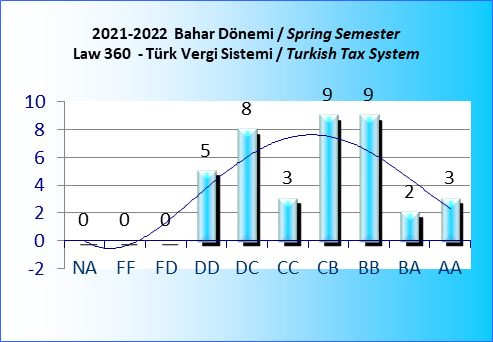 2021-2022 Bahar Dönemi / Spring Semester
Law 360 - Türk Vergi Sistemi / Turkish Tax System
10
8
6
4
2
0
-2
0 0 0 5 8 3 9 9 2 3
NA FF FD DD DC CC CB BB BA AA